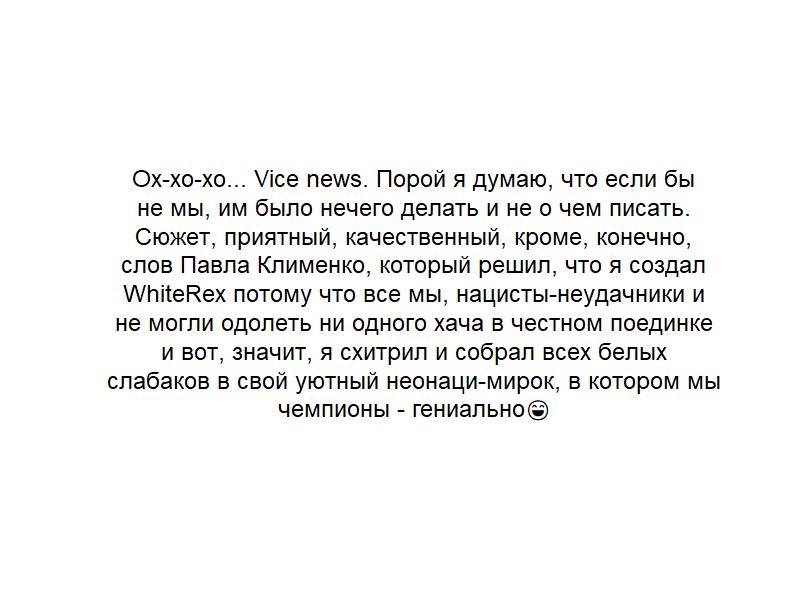 Ох-хо-хо... Vice news. Порой я думаю, что если бы
не мы, им было нечего делать и не о чем писать.
Сюжет, приятный, качественный, кроме, конечно,
слов Павла Клименко, который решил, что я создал
WhiteRex потому что все мы, нацисты-неудачники и
не могли одолеть ни одного хача в честном поединке
и вот, значит, я схитрил и собрал всех белых
слабаков в свой уютный неонаци-мирок, в котором мы
чемпионы - гениально😄